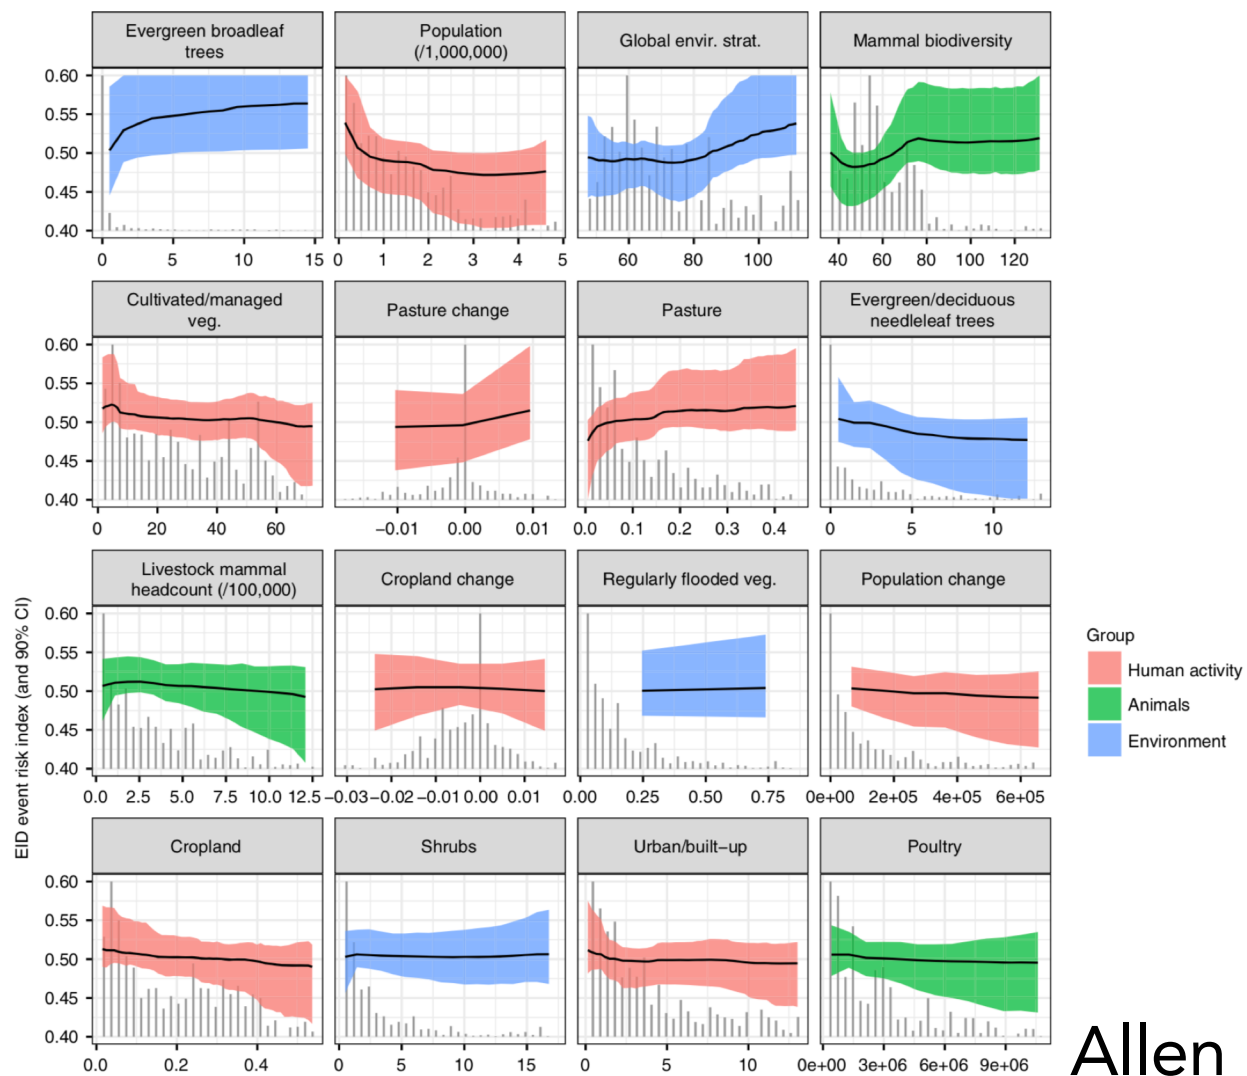 Evergreen broadleaf
trees
Population
(/1,000,000)
Global envir. strat.
Mammal biodiversity
0.60
0.55
0.50
0.45
0.40
0 5 10 15
0 1 2 3 4 5
60 80 100
40 60 80 100 120
Cultivated/managed
veg.
Pasture change
Pasture
Evergreen/deciduous
needleleaf trees
0.60
0.55
0.50
0.45
0.40
0 20 40 60
−0.01 0.00 0.01
0.0 0.1 0.2 0.3 0.4
0 5 10
Livestock mammal
headcount (/100,000)
Cropland change
Regularly flooded veg.
Population change
0.60
0.55
0.50
0.45
0.40
0.0 2.5 5.0 7.5 10.0 12.5
−0.03 −0.02 −0.01 0.00 0.01
0.00 0.25 0.50 0.75
0e+00 2e+05 4e+05 6e+05
Cropland
Shrubs
Urban/built−up
Poultry
0.60
0.55
0.50
0.45
0.40
0.0 0.2 0.4
0 5 10 15
0 5 10
0e+00 3e+06 6e+06 9e+06
EID event risk index (and 90% CI)
Group
Human activity
Animals
Environment
Allen